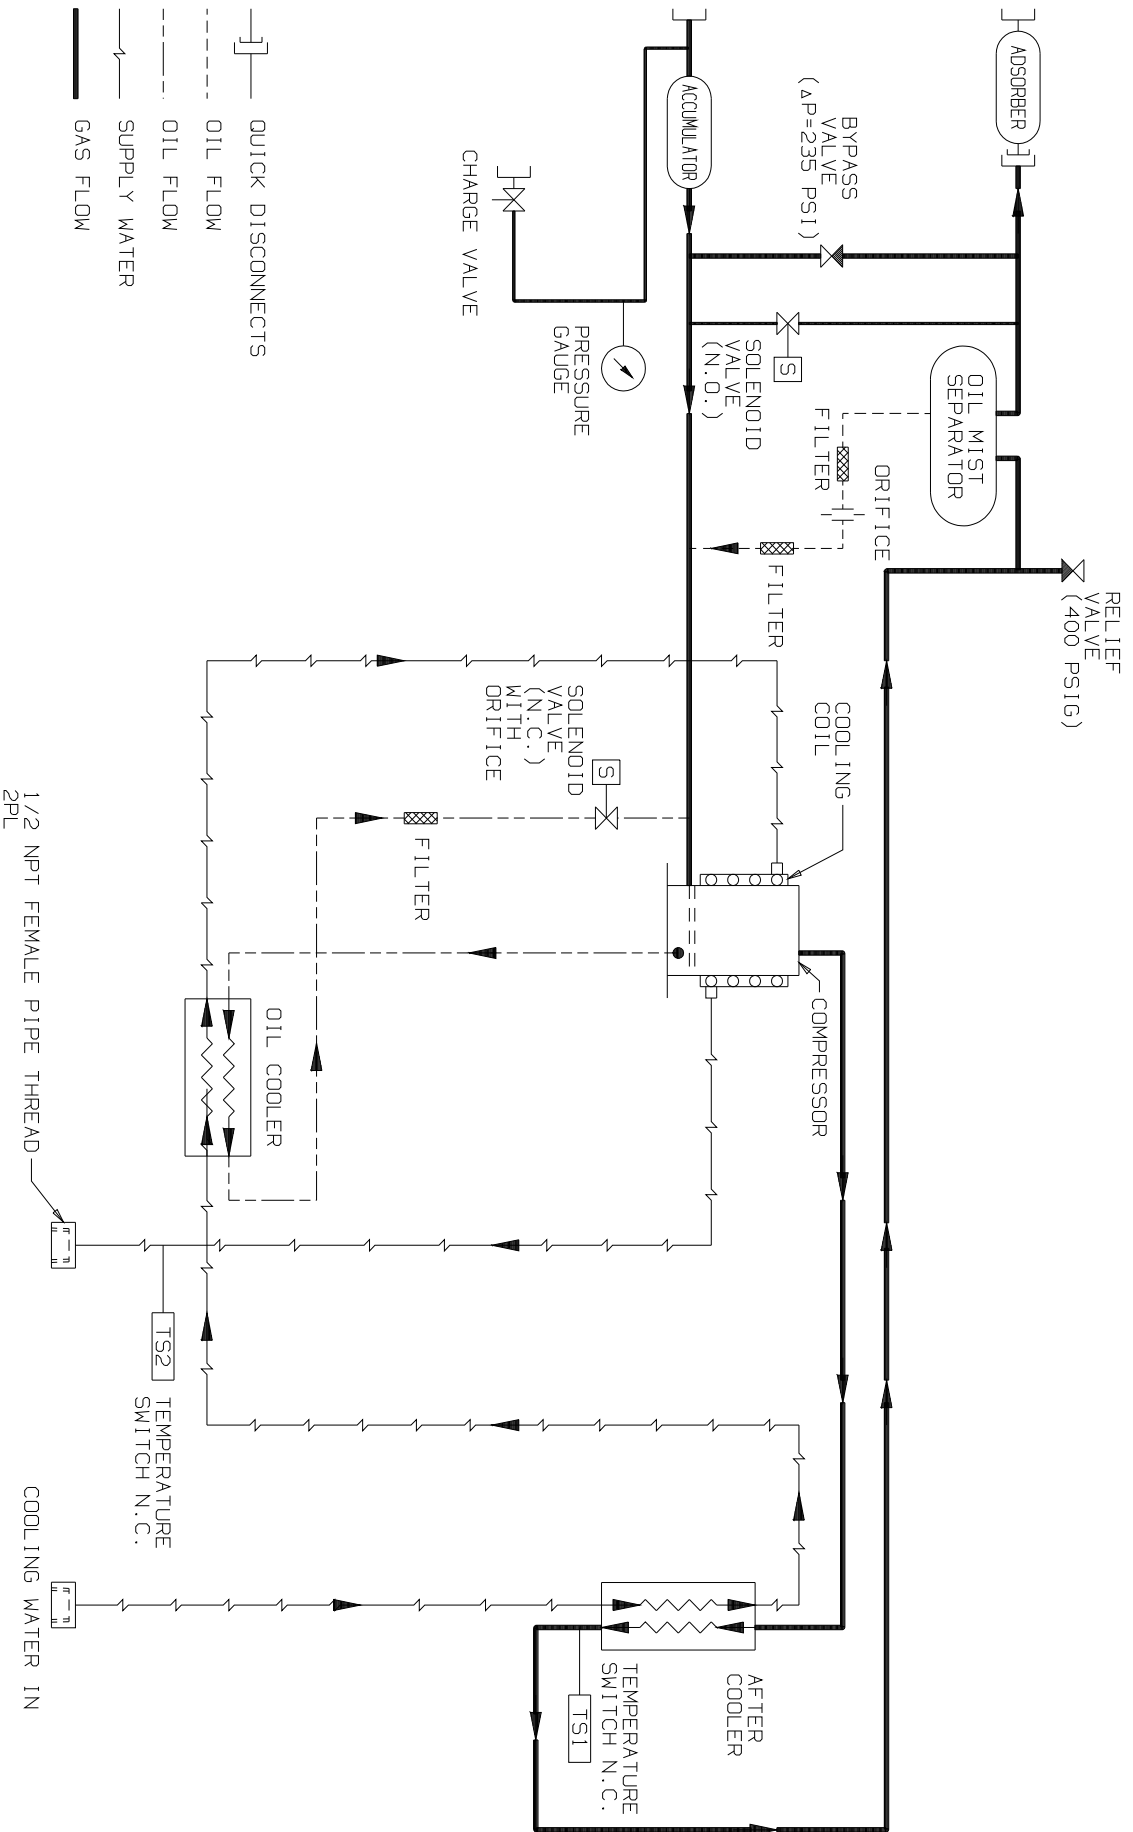 RELIEF
VALVE
(400 PSIG)
ADSORBER
BYPASS
VALVE
(ΔP=235 PSI)
OIL MIST
SEPARATOR
ORIFICE
FILTER
FILTER
SOLENOID
VALVE
(N.O.)
S
ACCUMULATOR
PRESSURE
GAUGE
CHARGE VALVE
COOLING
COIL
COMPRESSOR
SOLENOID
VALVE
(N.C.)
WITH
ORIFICE
S
FILTER
OIL COOLER
AFTER
COOLER
TEMPERATURE
SWITCH N.C.
TS1
TS2
TEMPERATURE
SWITCH N.C.
QUICK DISCONNECTS
OIL FLOW
OIL FLOW
SUPPLY WATER
GAS FLOW
1/2 NPT FEMALE PIPE THREAD
2PL
COOLING WATER IN